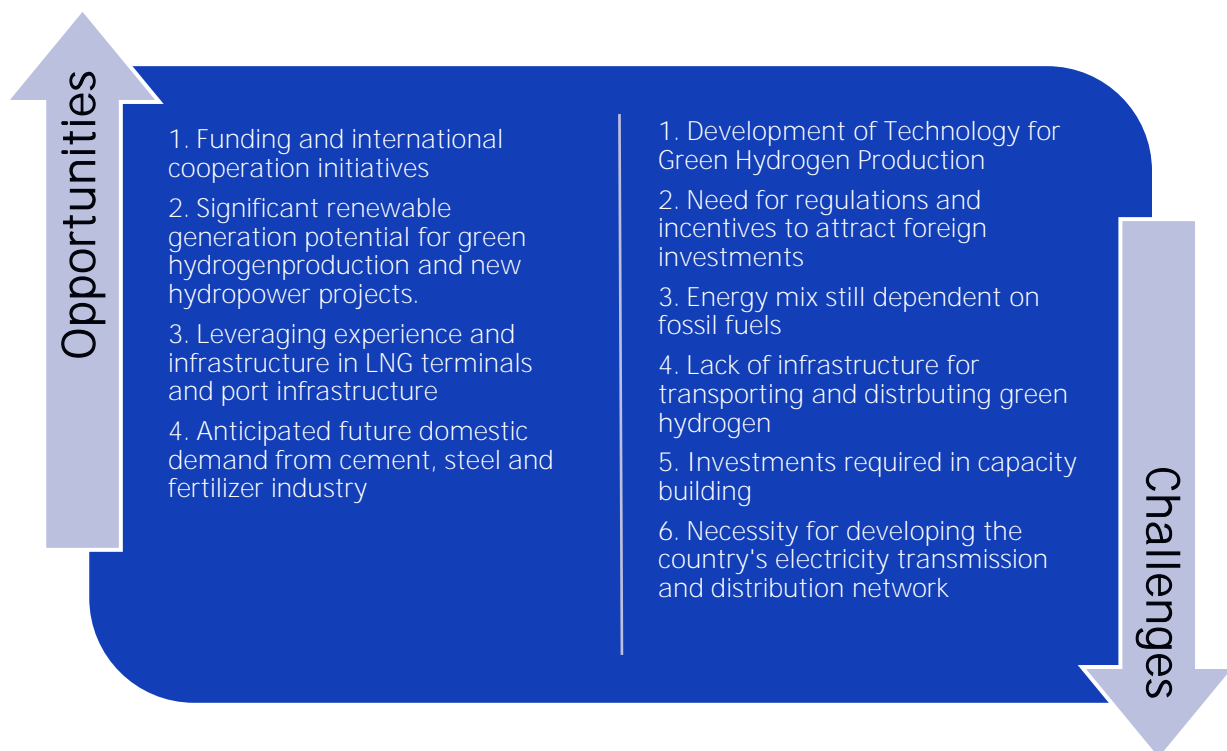 Opportunities
1. Funding and international
cooperation initiatives
2. Significant renewable
generation potential for green
hydrogenproduction and new
hydropower projects.
3. Leveraging experience and
infrastructure in LNG terminals
and port infrastructure
4. Anticipated future domestic
demand from cement, steel and
fertilizer industry
1. Development of Technology for
Green Hydrogen Production
2. Need for regulations and
incentives to attract foreign
investments
3. Energy mix still dependent on
fossil fuels
4. Lack of infrastructure for
transporting and distrbuting green
hydrogen
5. Investments required in capacity
building
6. Necessity for developing the
country's electricity transmission
and distribution network
Challenges